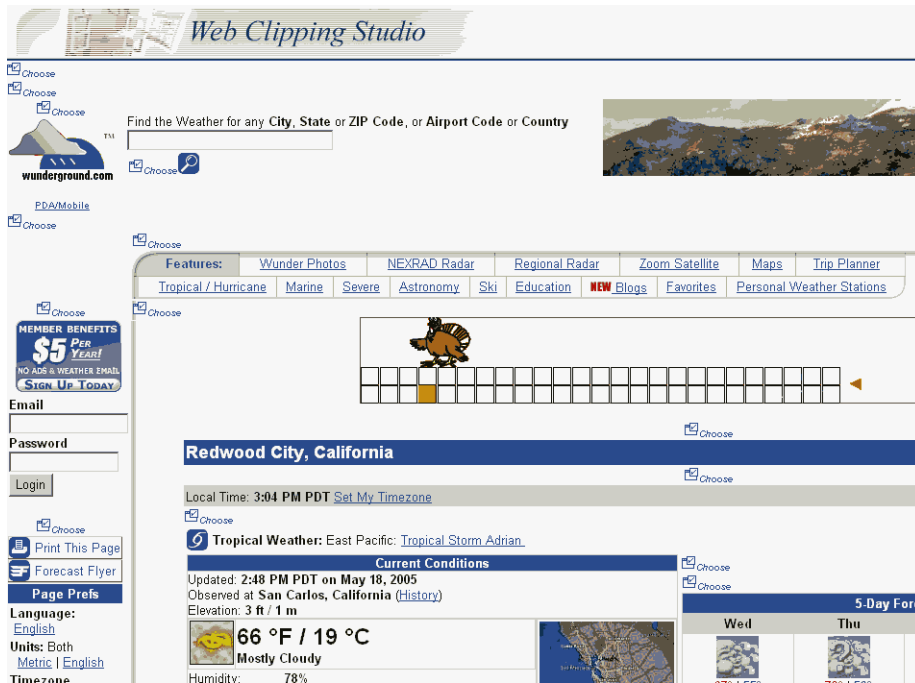 Web Clipping Studio
Choose
Choose
Choose
TM
wunderground.com
Find the Weather for any City, State or ZIP Code, or Airport Code or Country
Choose
PDA/Mobile
Choose
Choose
Features: Wunder Photos NEXRAD Radar Regional Radar Zoom Satellite Maps Trip Planner
Tropical / Hurricane Marine Severe Astronomy Ski Education NEW Blogs Favorites Personal Weather Stations
Choose
Choose
MEMBER BENEFITS
$5 PER YEAR!
NO ADS & WEATHER EMAIL
SIGN UP TODAY
Email
Password
Login
Choose
Redwood City, California
Choose
Local Time: 3:04 PM PDT Set My Timezone
Choose
Choose
Print This Page
Forecast Flyer
Page Prefs
Language:
English
Units: Both
Metric | English
Timezone
Tropical Weather: East Pacific: Tropical Storm Adrian
Current Conditions
Updated: 2:48 PM PDT on May 18, 2005
Observed at San Carlos, California (History)
Elevation: 3 ft / 1 m
66 °F / 19 °C
Mostly Cloudy
Humidity: 78%
Choose
Choose
5-Day For
Wed Thu